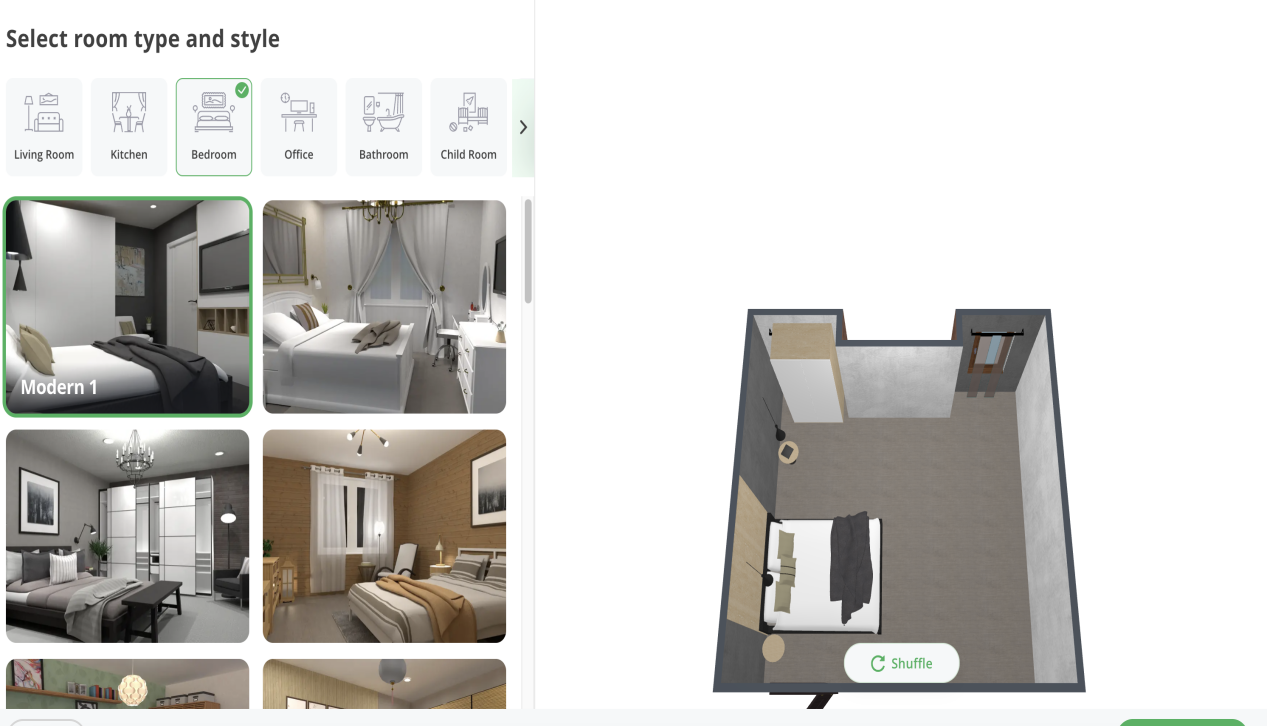 Select room type and style
Living Room
Kitchen
Bedroom
Office
Bathroom
Child Room
Modern 1
Shuffle